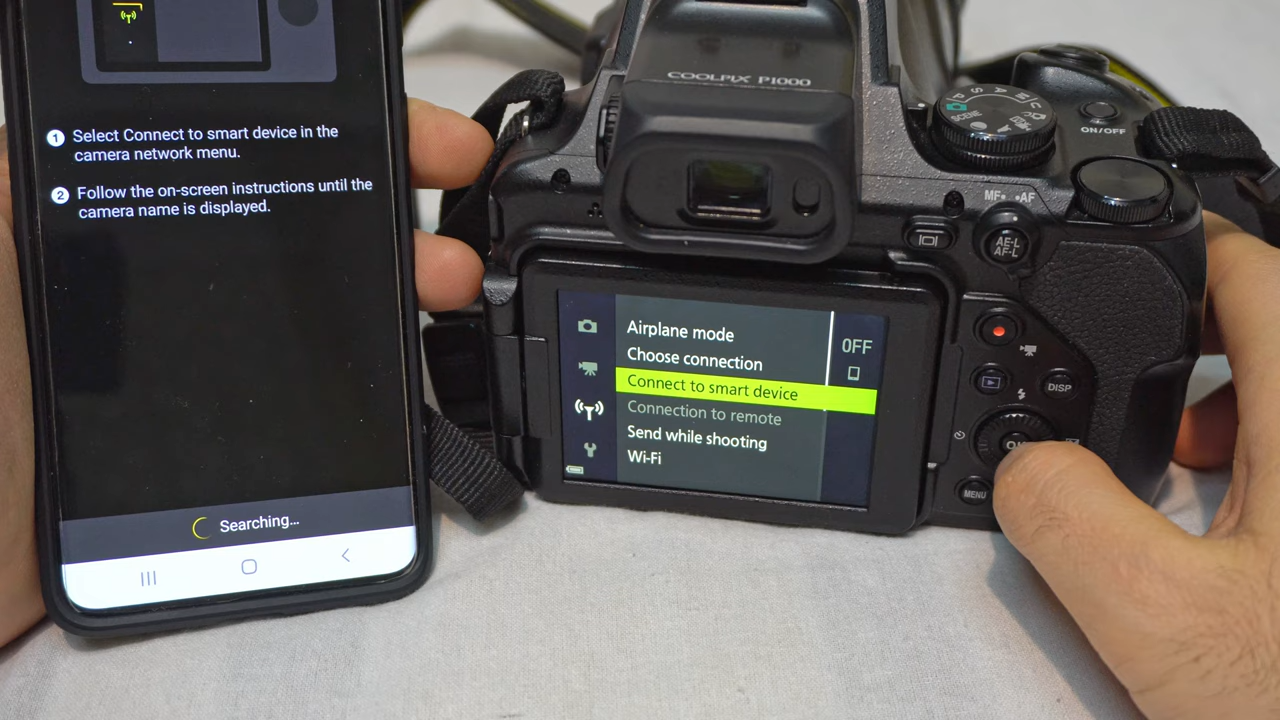 1 Select Connect to smart device in the
camera network menu.
2 Follow the on-screen instructions until the
camera name is displayed.
Searching...
COOLPIX P1000
ON/OFF
MF AF
AE-L
AF-L
Airplane mode OFF
Choose connection
Connect to smart device
Connection to remote
Send while shooting
Wi-Fi
DISP
MENU
P S A M U
SCENE